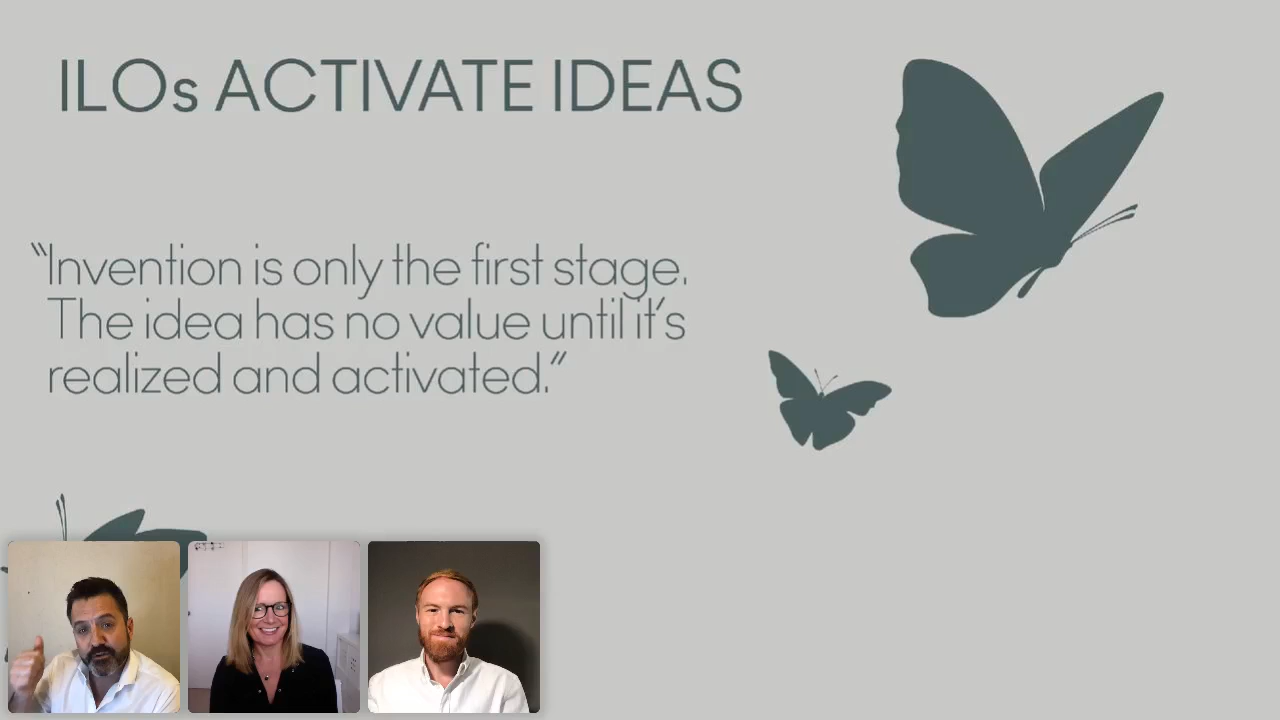 ILOs ACTIVATE IDEAS
“Invention is only the first stage.
The idea has no value until it’s
realized and activated.”